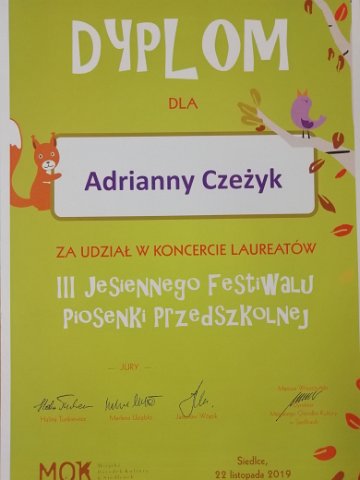 DYPLOM
DLA
Adrianny Czeżyk
ZA UDZIAŁ W KONCERCIE LAUREATÓW
III Jesiennego Festiwalu
Piosenki Przedszkolnej
— JURY —
Siedlce,
MOK
22 listopada 2019